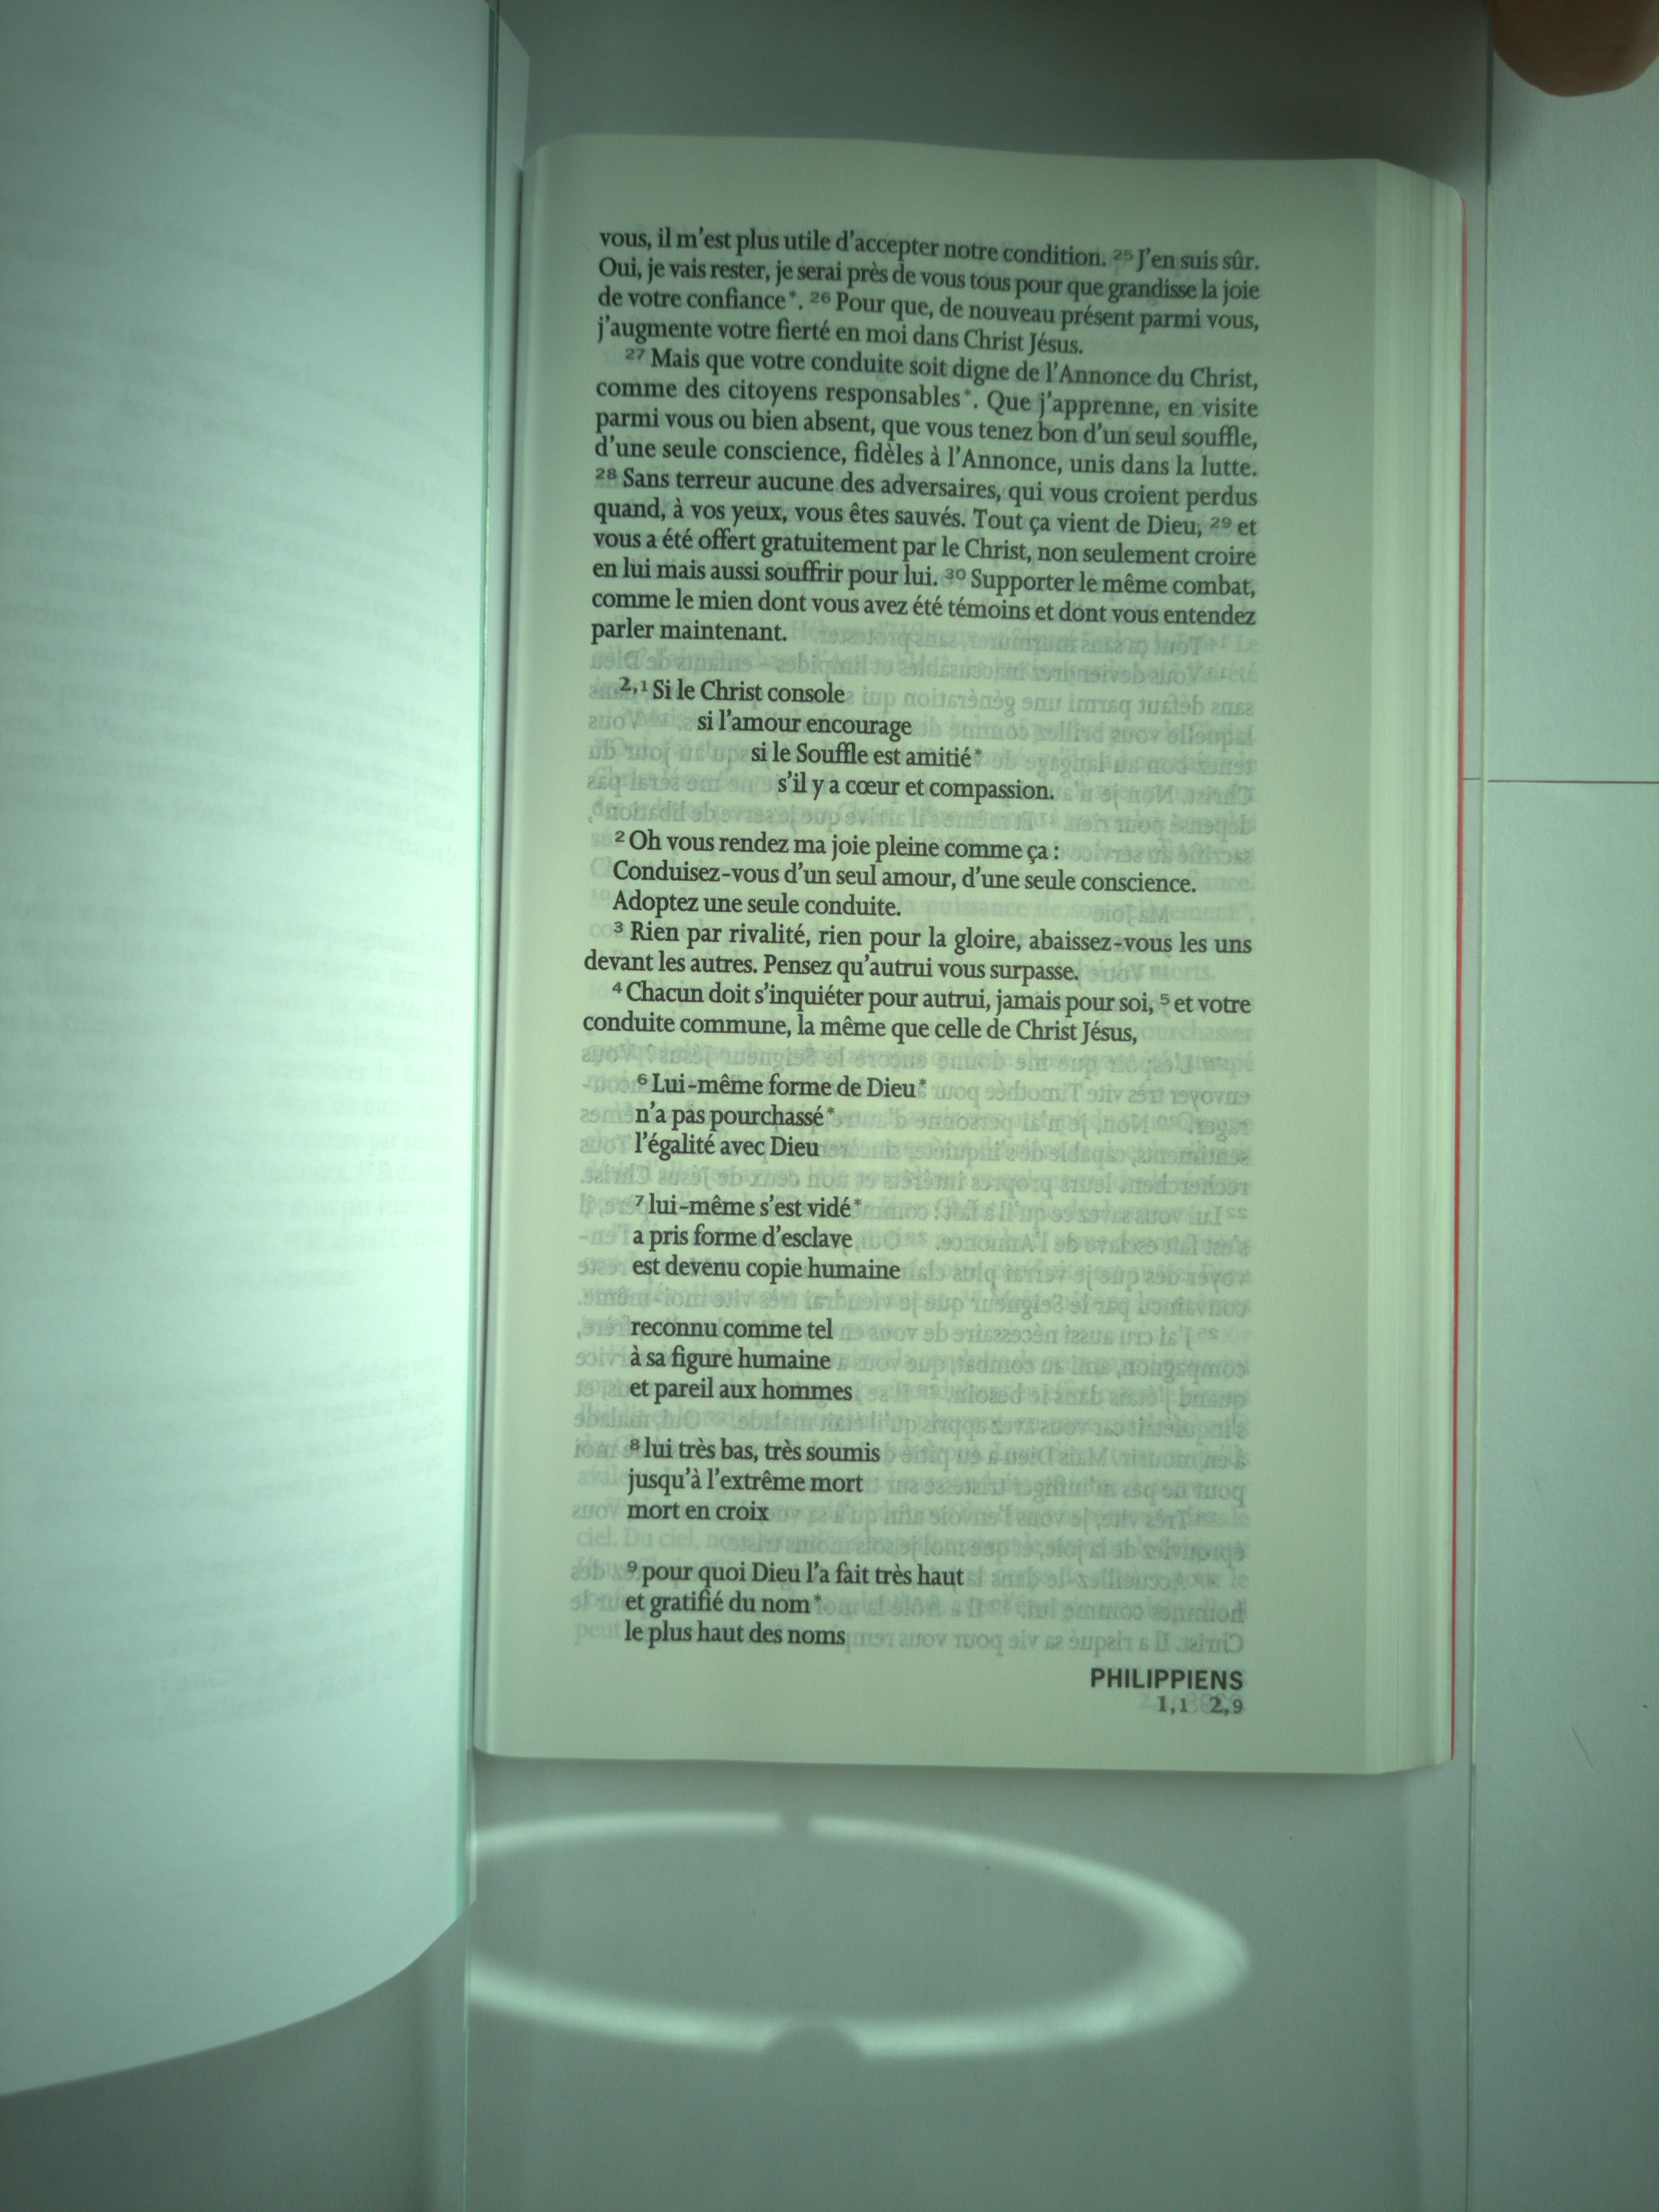 vous, il m'est plus utile d'accepter notre condition. 25 J'en suis sûr.
Oui, je vais rester, je serai près de vous tous pour que grandisse la joie
de votre confiance*. 26 Pour que, de nouveau présent parmi vous,
j'augmente votre fierté en moi dans Christ Jésus.
27 Mais que votre conduite soit digne de l'Annonce du Christ,
comme des citoyens responsables*. Que j'apprenne, en visite
parmi vous ou bien absent, que vous tenez bon d'un seul souffle,
d'une seule conscience, fidèles à l'Annonce, unis dans la lutte.
28 Sans terreur aucune des adversaires, qui vous croient perdus
quand, à vos yeux, vous êtes sauvés. Tout ça vient de Dieu, 29 et
vous a été offert gratuitement par le Christ, non seulement croire
en lui mais aussi souffrir pour lui. 30 Supporter le même combat,
comme le mien dont vous avez été témoins et dont vous entendez
parler maintenant.
2,1 Si le Christ console
si l'amour encourage
si le Souffle est amitié*
s'il y a cœur et compassion.
2 Oh vous rendez ma joie pleine comme ça :
Conduisez-vous d'un seul amour, d'une seule conscience.
Adoptez une seule conduite.
3 Rien par rivalité, rien pour la gloire, abaissez-vous les uns
devant les autres. Pensez qu'autrui vous surpasse.
4 Chacun doit s'inquiéter pour autrui, jamais pour soi, 5 et votre
conduite commune, la même que celle de Christ Jésus,
6 Lui-même forme de Dieu*
n'a pas pourchassé*
l'égalité avec Dieu
7 lui-même s'est vidé*
a pris forme d'esclave
est devenu copie humaine
reconnu comme tel
à sa figure humaine
et pareil aux hommes
8 lui très bas, très soumis
jusqu'à l'extrême mort
mort en croix
9 pour quoi Dieu l'a fait très haut
et gratifié du nom*
le plus haut des noms
PHILIPPIENS
1,1 2,9